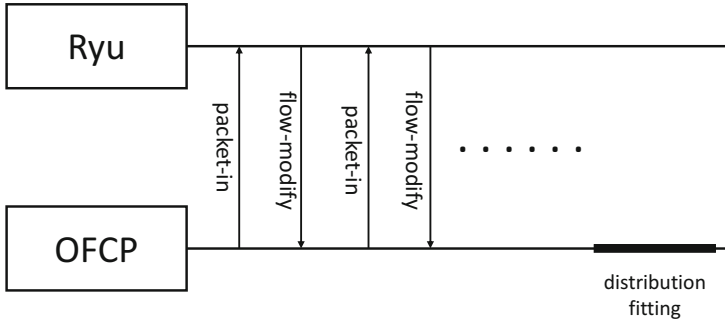 Ryu
packet-in
flow-modify
packet-in
flow-modify
......
OFCP
distribution
fitting